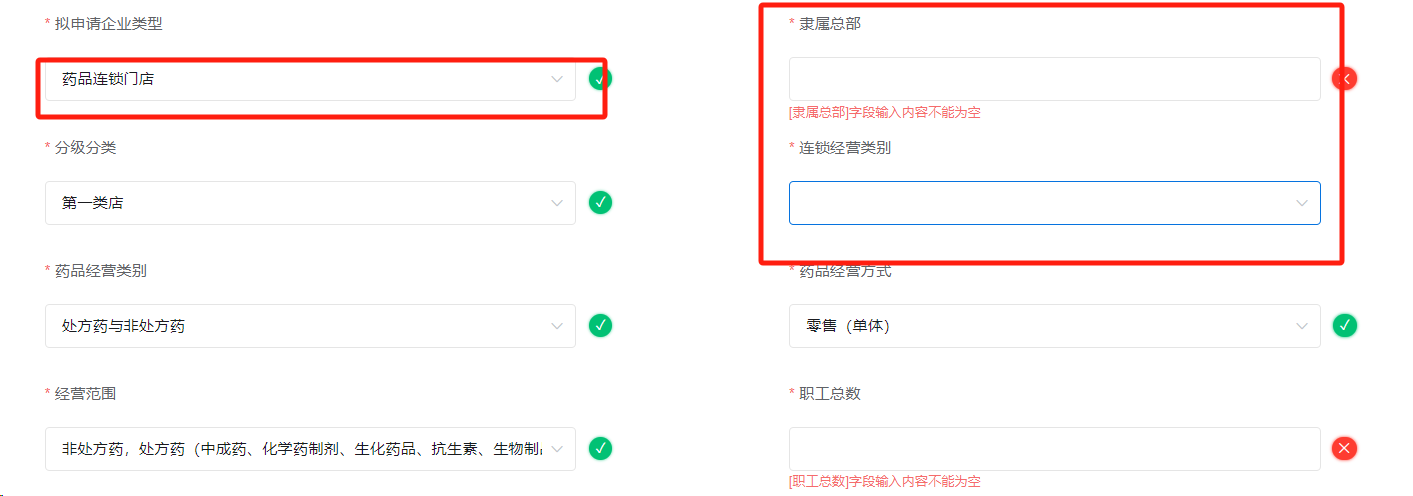 * 拟申请企业类型
* 隶属总部
药品连锁门店
[隶属总部]字段输入内容不能为空
* 分级分类
* 连锁经营类别
第一类店
* 药品经营类别
* 药品经营方式
处方药与非处方药
零售（单体）
* 经营范围
* 职工总数
非处方药，处方药（中成药、化学药制剂、生化药品、抗生素、生物制品
[职工总数]字段输入内容不能为空